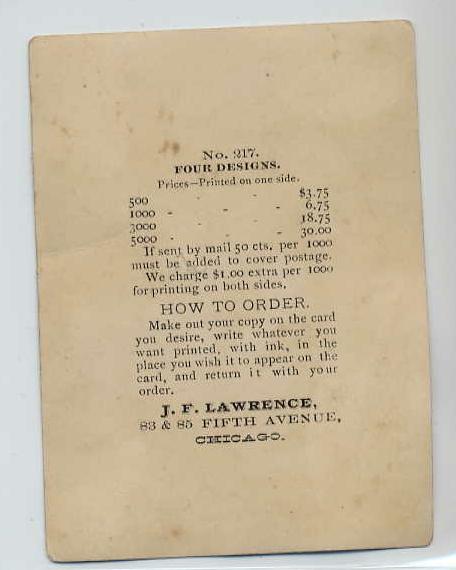 No. 217.
FOUR DESIGNS.
Prices—Printed on one side.
500 - - $3.75
1000 - - - 6.75
3000 - - 18.75
5000 - - - 30.00
If sent by mail 50 cts. per 1000
must be added to cover postage.
We charge $1.00 extra per 1000
for printing on both sides.
HOW TO ORDER.
Make out your copy on the card
you desire, write whatever you
want printed, with ink, in the
place you wish it to appear on the
card, and return it with your
order.
J. F. LAWRENCE,
83 & 85 FIFTH AVENUE,
CHICAGO.